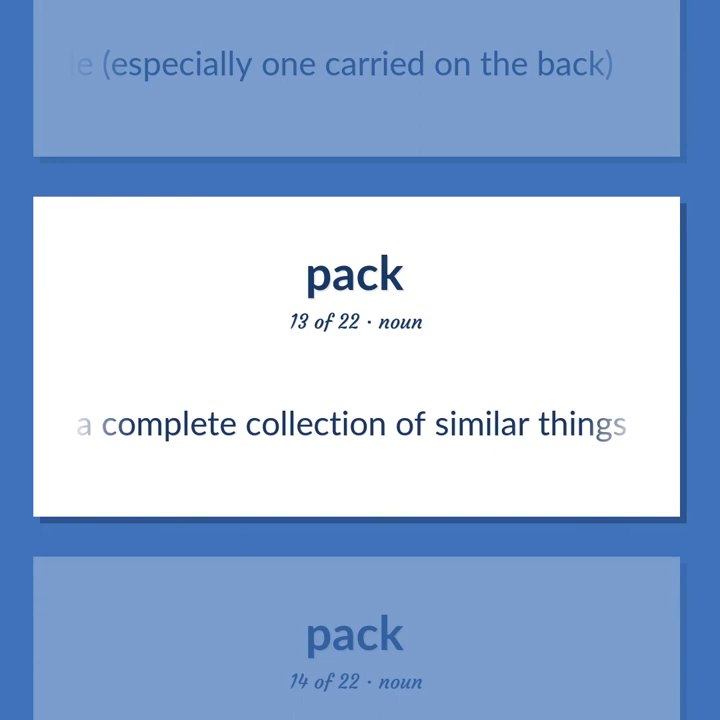 (especially one carried on the back)
pack
13 of 22 · noun
a complete collection of similar things
pack
14 of 22 · noun